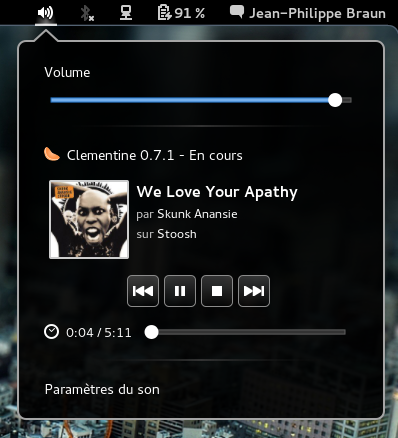 91 % Jean-Philippe Braun
Volume
Clementine 0.7.1 - En cours
We Love Your Apathy
par Skunk Anansie
sur Stoosh
0:04 / 5:11
Paramètres du son